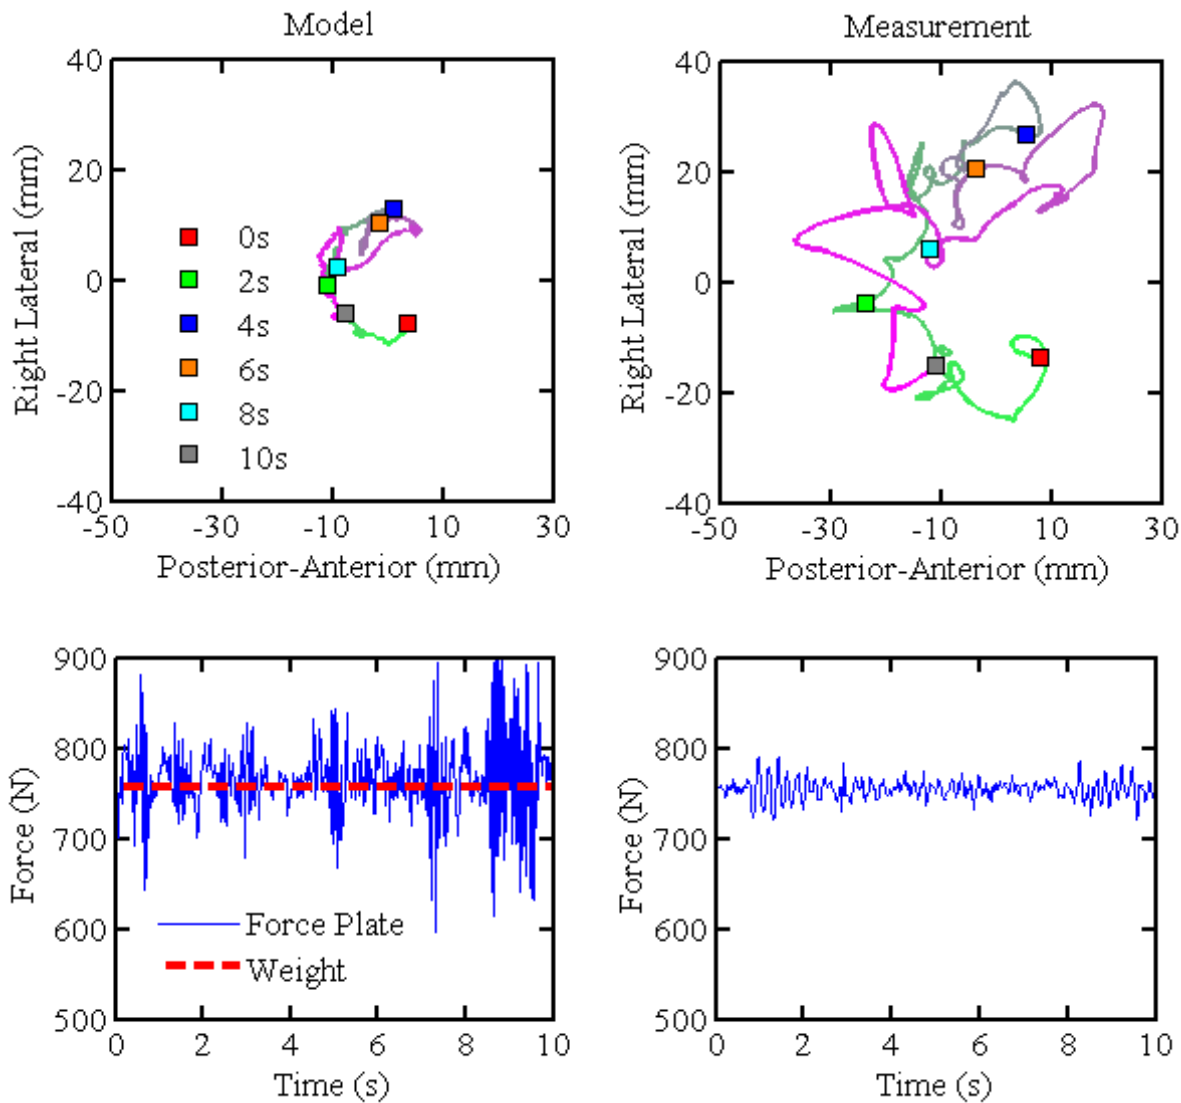 Model
40
20
0
-20
-40
-50
-30
-10
10
30
Right Lateral (mm)
Posterior-Anterior (mm)
0s
2s
4s
6s
8s
10s
Measurement
40
20
0
-20
-40
-50
-30
-10
10
30
Right Lateral (mm)
Posterior-Anterior (mm)
900
800
700
600
500
0
2
4
6
8
10
Force (N)
Time (s)
Force Plate
Weight
900
800
700
600
500
0
2
4
6
8
10
Force (N)
Time (s)